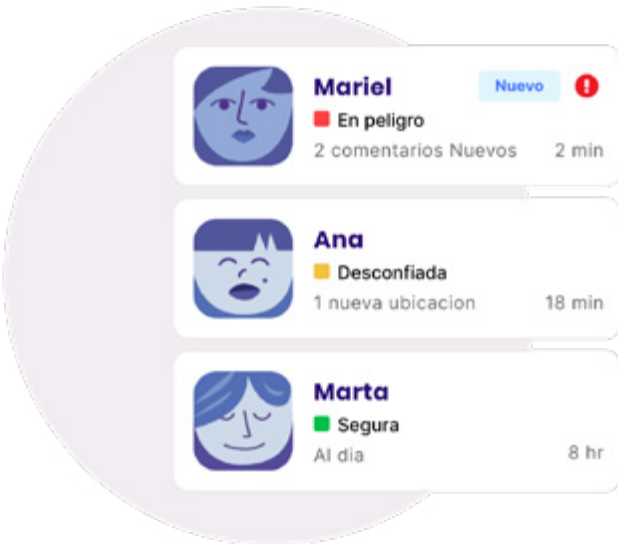 Mariel
Nuevo
En peligro
2 comentarios Nuevos 2 min
Ana
Desconfiada
1 nueva ubicacion 18 min
Marta
Segura
Al dia 8 hr